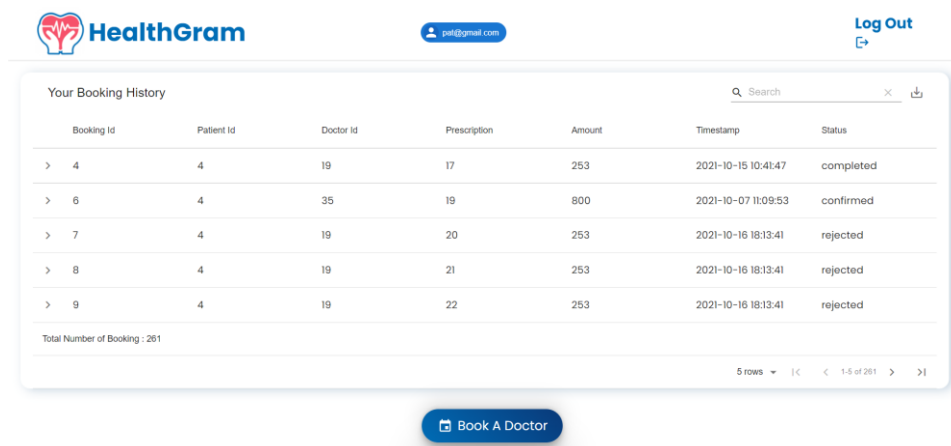 HealthGram
pat@gmail.com
Log Out
Your Booking History
Search
Booking Id Patient Id Doctor Id Prescription Amount Timestamp Status
4 4 19 17 253 2021-10-15 10:41:47 completed
6 4 35 19 800 2021-10-07 11:09:53 confirmed
7 4 19 20 253 2021-10-16 18:13:41 rejected
8 4 19 21 253 2021-10-16 18:13:41 rejected
9 4 19 22 253 2021-10-16 18:13:41 rejected
Total Number of Booking : 261
5 rows 1-5 of 261
Book A Doctor